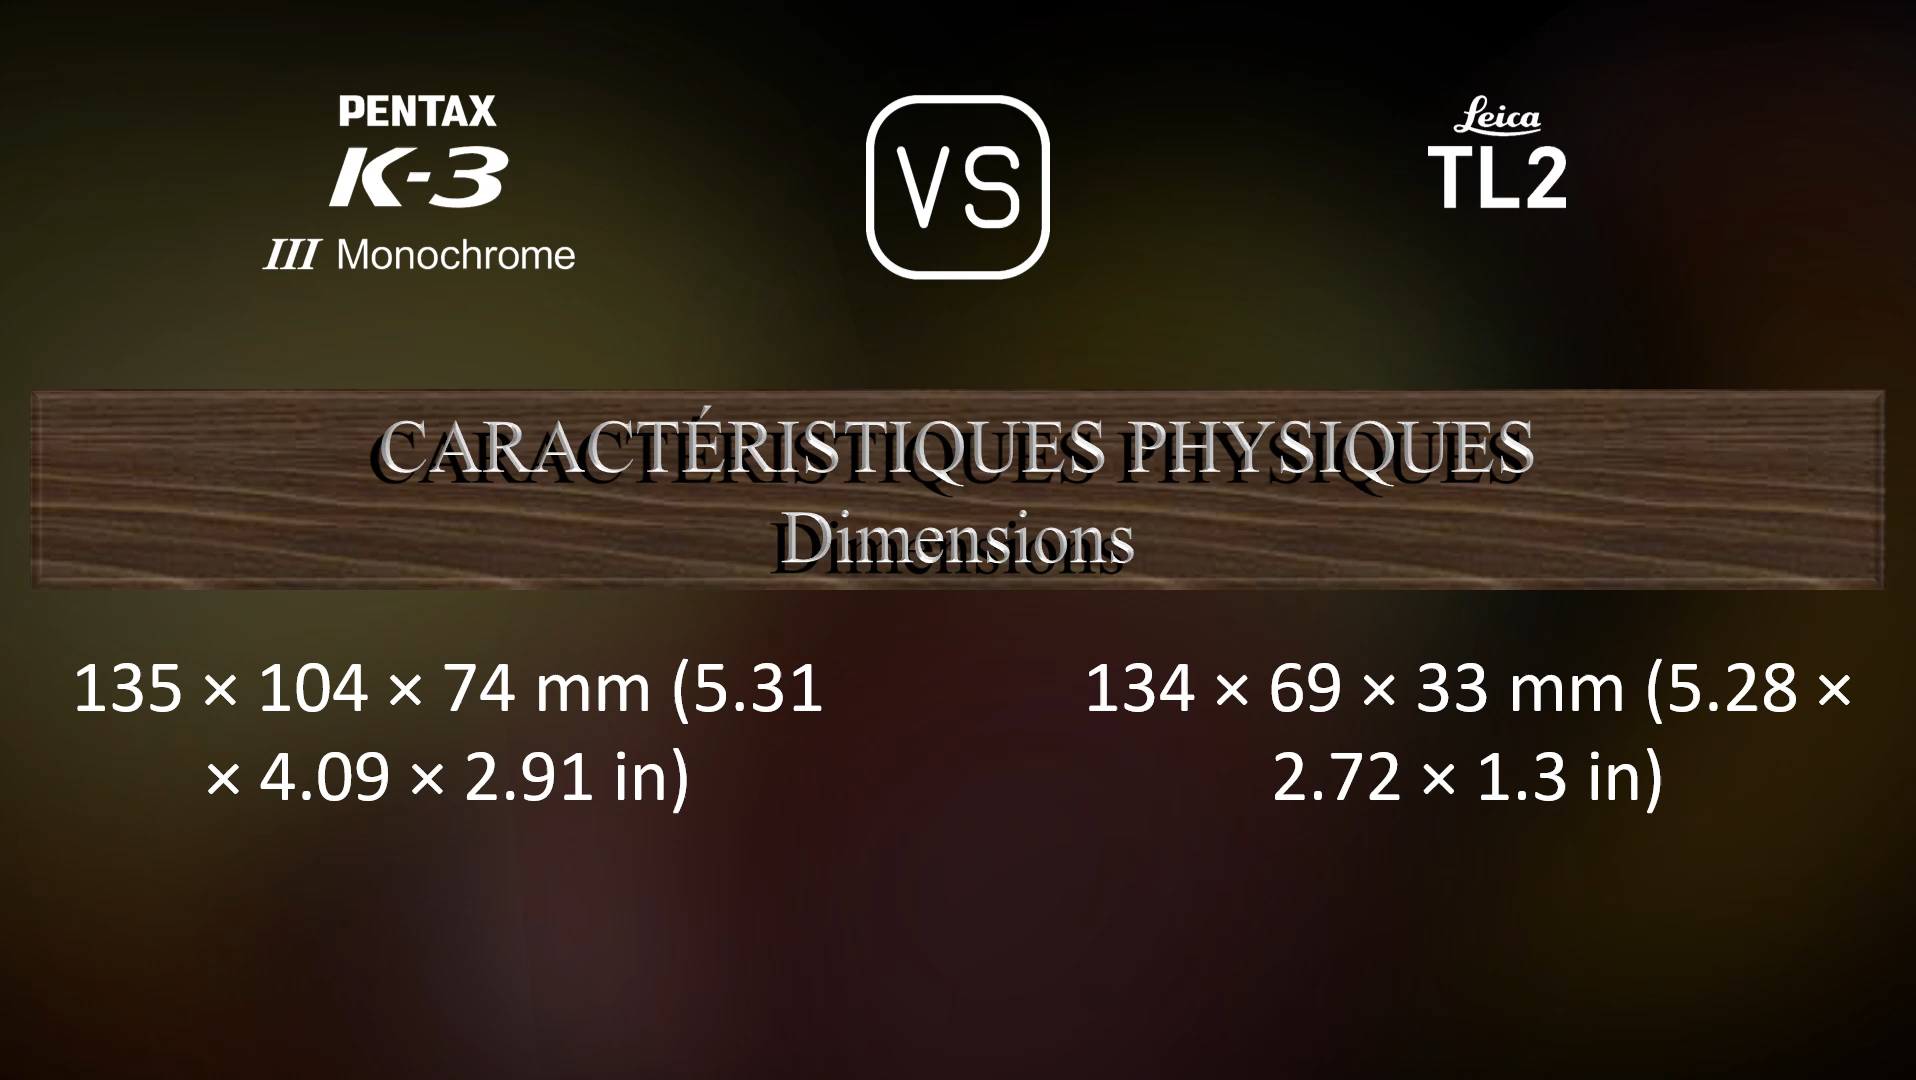 PENTAX
K-3
III Monochrome
VS
Leica
TL2
CARACTÉRISTIQUES PHYSIQUES
Dimensions
135 × 104 × 74 mm (5.31
× 4.09 × 2.91 in)
134 × 69 × 33 mm (5.28 ×
2.72 × 1.3 in)